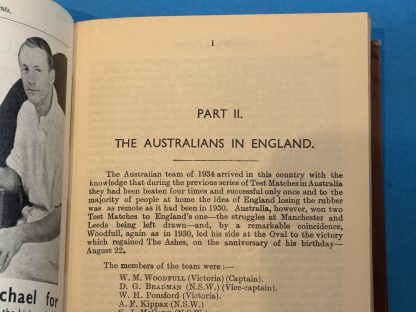 ents.
1
PART II.
THE AUSTRALIANS IN ENGLAND.
The Australian team of 1934 arrived in this country with the
knowledge that during the previous series of Test Matches in Australia
they had been beaten four times and successful only once and to the
majority of people at home the idea of England losing the rubber
was as remote as it had been in 1930. Australia, however, won two
Test Matches to England's one—the struggles at Manchester and
Leeds being left drawn—and, by a remarkable coincidence,
Woodfull, again as in 1930, led his side at the Oval to the victory
which regained The Ashes, on the anniversary of his birthday—
August 22.
The members of the team were :—
W. M. WOODFULL (Victoria) (Captain).
D. G. BRADMAN (N.S.W.) (Vice-captain).
W. H. PONSFORD (Victoria).
A. F. KIPPAX (N.S.W.)
chael for